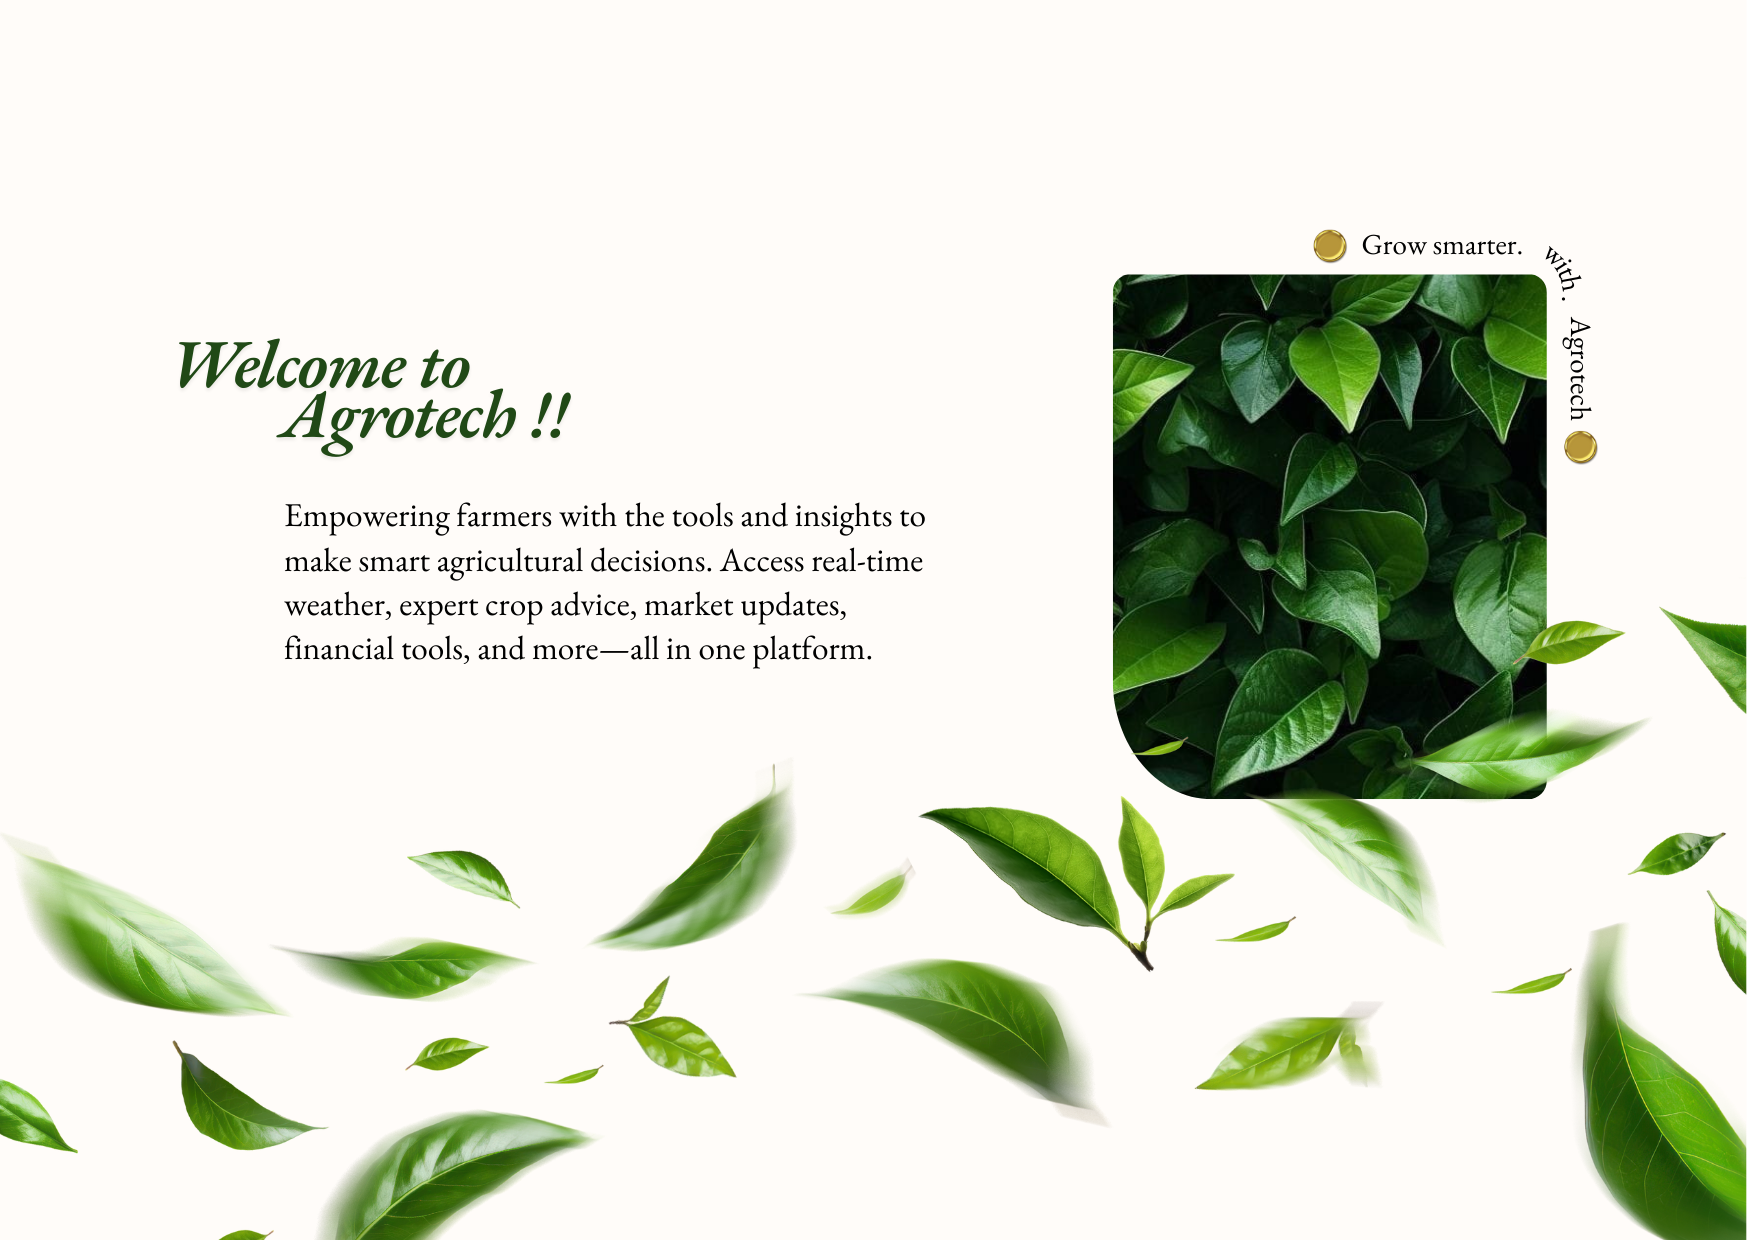 Grow smarter.
with.
Agrotech
Welcome to
Agrotech !!
Empowering farmers with the tools and insights to
make smart agricultural decisions. Access real-time
weather, expert crop advice, market updates,
financial tools, and more—all in one platform.